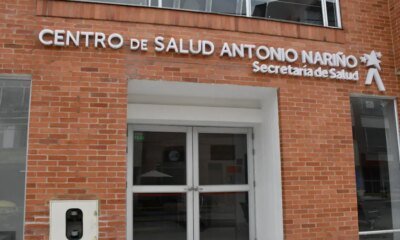 CENTRO DE SALUD ANTONIO NARIÑO
Secretaría de Salud